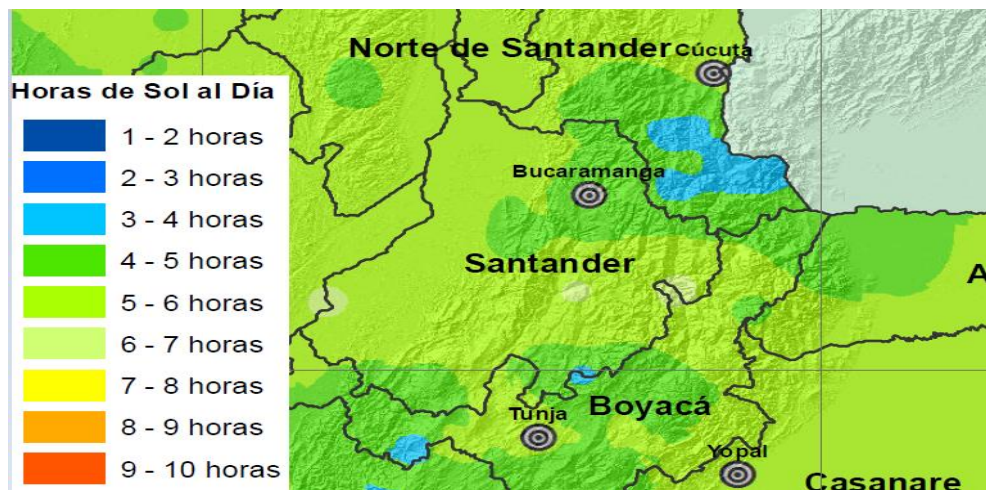 Norte de Santander
Cúcuta
Horas de Sol al Día
1 - 2 horas
2 - 3 horas
3 - 4 horas
4 - 5 horas
5 - 6 horas
6 - 7 horas
7 - 8 horas
8 - 9 horas
9 - 10 horas
Bucaramanga
Santander
A
Boyacá
Tunja
Yopal
Casanare